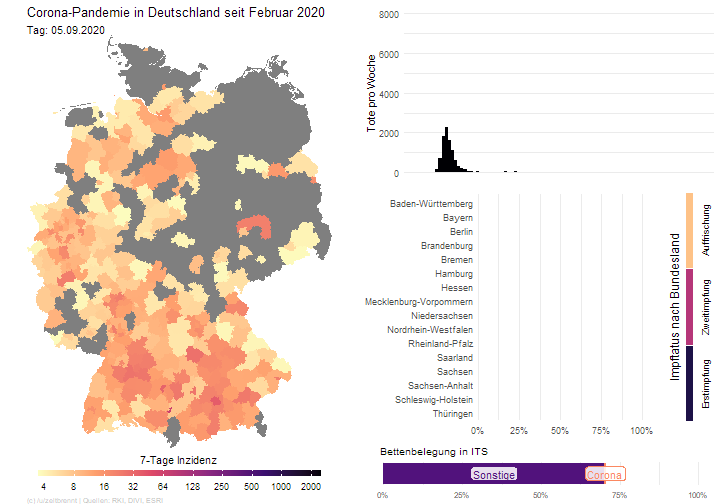 Corona-Pandemie in Deutschland seit Februar 2020
Tag: 05.09.2020
7-Tage Inzidenz
4 8 16 32 64 128 250 500 1000 2000
(c) /u/zeitbrennt | Quellen: RKI, DIVI, ESRI
Tote pro Woche
8000
6000
4000
2000
0
Impfstatus nach Bundesland
Baden-Württemberg
Bayern
Berlin
Brandenburg
Bremen
Hamburg
Hessen
Mecklenburg-Vorpommern
Niedersachsen
Nordrhein-Westfalen
Rheinland-Pfalz
Saarland
Sachsen
Sachsen-Anhalt
Schleswig-Holstein
Thüringen
0% 25% 50% 75% 100%
Auffrischung
Zweitimpfung
Erstimpfung
Bettenbelegung in ITS
Sonstige
Corona
0% 25% 50% 75% 100%